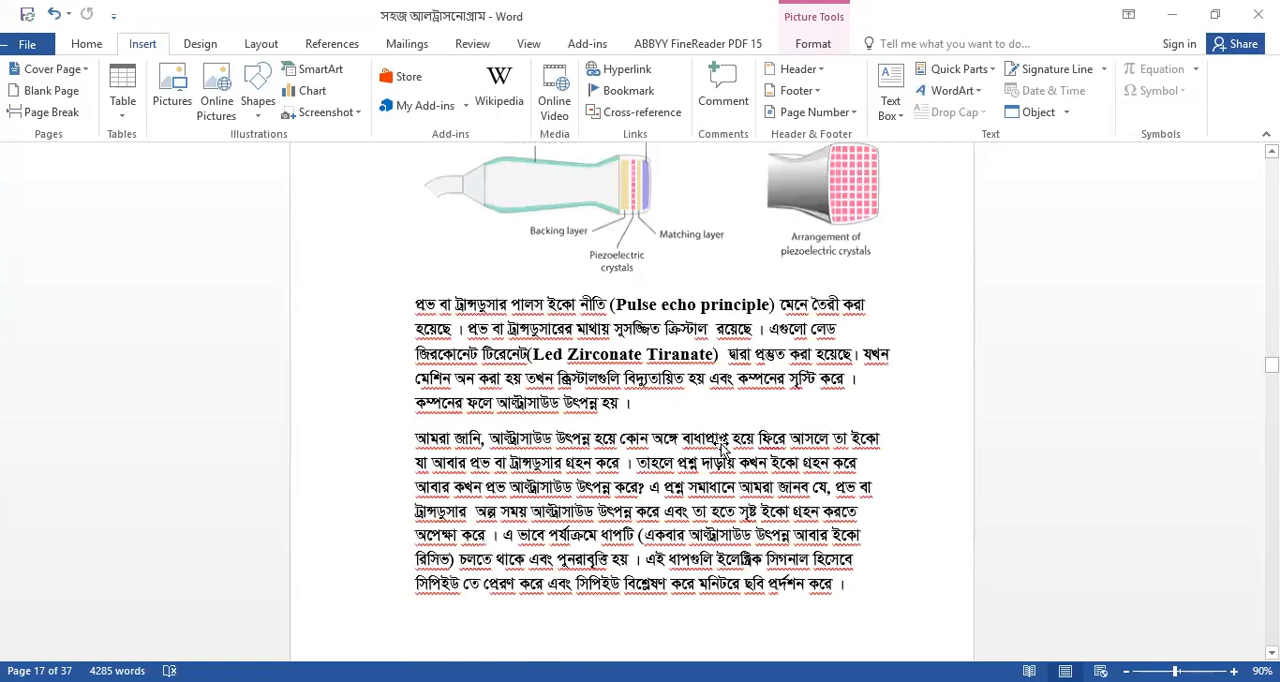 সহজ আলট্রাসনোগ্রাম - Word
Picture Tools
File
Home
Insert
Design
Layout
References
Mailings
Review
View
Add-ins
ABBYY FineReader PDF 15
Format
Tell me what you want to do...
Sign in
Share
Cover Page
Blank Page
Page Break
Pages
Table
Tables
Pictures
Online Pictures
Shapes
SmartArt
Chart
Screenshot
Illustrations
Store
My Add-ins
Wikipedia
Add-ins
Online Video
Media
Hyperlink
Bookmark
Cross-reference
Links
Comment
Comments
Header
Footer
Page Number
Header & Footer
Text Box
Quick Parts
WordArt
Drop Cap
Signature Line
Date & Time
Object
Text
Equation
Symbol
Symbols
Backing layer
Matching layer
Piezoelectric
crystals
Arrangement of
piezoelectric crystals
প্রভ বা ট্রান্সডুসার পালস ইকো নীতি (Pulse echo principle) মেনে তৈরী করা
হয়েছে । প্রভ বা ট্রান্সডুসারের মাথায় সুসজ্জিত ক্রিস্টাল রয়েছে । এগুলো লেড
জিরকোনেট টিরেনেট(Led Zirconate Tiranate) দ্বারা প্রস্তুত করা হয়েছে। যখন
মেশিন অন করা হয় তখন ক্রিস্টালগুলি বিদ্যুতায়িত হয় এবং কম্পনের সৃস্টি করে ।
কম্পনের ফলে আল্ট্রাসাউড উৎপন্ন হয় ।
আমরা জানি, আল্ট্রাসাউড উৎপন্ন হয়ে কোন অঙ্গে বাধাপ্রাপ্ত হয়ে ফিরে আসলে তা ইকো
যা আবার প্রভ বা ট্রান্সডুসার গ্রহন করে । তাহলে প্রশ্ন দাড়ায় কখন ইকো গ্রহন করে
আবার কখন প্রভ আল্ট্রাসাউড উৎপন্ন করে? এ প্রশ্ন সমাধানে আমরা জানব যে, প্রভ বা
ট্রান্সডুসার অল্প সময় আল্ট্রাসাউড উৎপন্ন করে এবং তা হতে সৃষ্ট ইকো গ্রহন করতে
অপেক্ষা করে । এ ভাবে পর্যাক্রমে ধাপটি (একবার আল্ট্রাসাউড উৎপন্ন আবার ইকো
রিসিভ) চলতে থাকে এবং পুনরাবৃত্তি হয় । এই ধাপগুলি ইলেক্ট্রিক সিগনাল হিসেবে
সিপিইউ তে প্রেরণ করে এবং সিপিইউ বিশ্লেষণ করে মনিটরে ছবি প্রর্দশন করে ।
Page 17 of 37
4285 words
90%